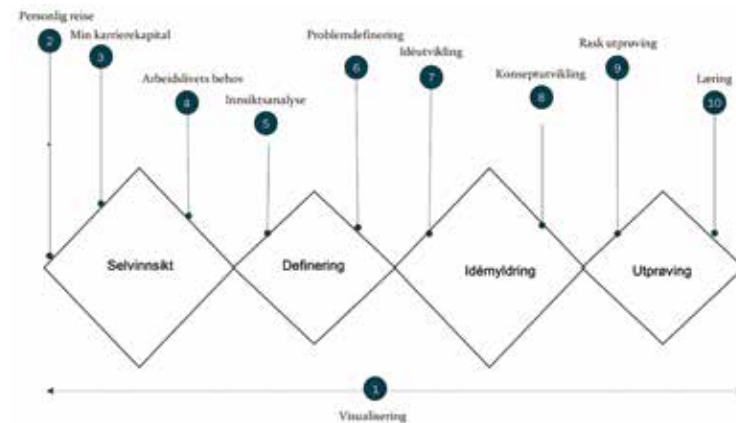 Personlig reise
2
Min karrierekapital
3
Arbeidslivets behov
4
Innsiktsanalyse
5
Problemdefinering
6
Idéutvikling
7
Konseptutvikling
8
Rask utprøving
9
Læring
10
Selvinnsikt
Definering
Idémyldring
Utprøving
1
Visualisering